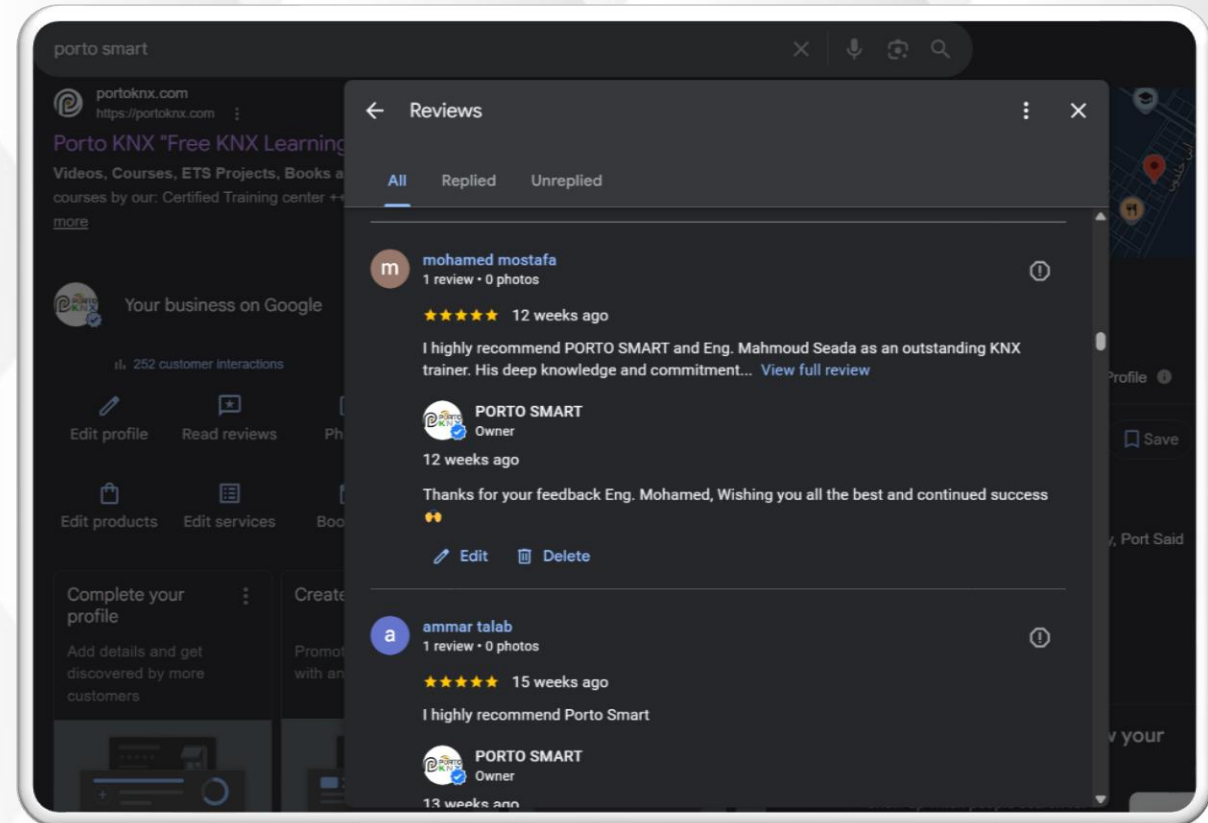 porto smart
portoknx.com
https://portoknx.com
Porto KNX "Free KNX Learning
Videos, Courses, ETS Projects, Books a
courses by our: Certified Training center ++
more
Your business on Google
252 customer interactions
Edit profile
Read reviews
Ph
Edit products
Edit services
Boo
Complete your
profile
Add details and get
discovered by more
customers
Create
Promot
with an
Reviews
All
Replied
Unreplied
m
mohamed mostafa
1 review • 0 photos
★★★★★ 12 weeks ago
I highly recommend PORTO SMART and Eng. Mahmoud Seada as an outstanding KNX
trainer. His deep knowledge and commitment... View full review
PORTO SMART
Owner
12 weeks ago
Thanks for your feedback Eng. Mohamed, Wishing you all the best and continued success
🙌
Edit
Delete
a
ammar talab
1 review • 0 photos
★★★★★ 15 weeks ago
I highly recommend Porto Smart
PORTO SMART
Owner
13 weeks ago
Profile
Save
, Port Said
your